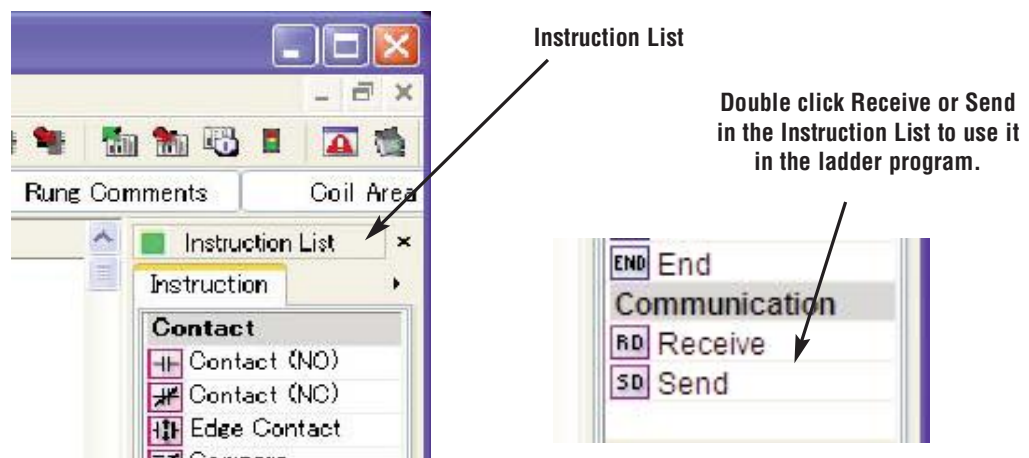 Instruction List
Double click Receive or Send
in the Instruction List to use it
in the ladder program.
Rung Comments
Coil Area
Instruction List
Instruction
Contact
Contact (NO)
Contact (NC)
Edge Contact
END End
Communication
RD Receive
SD Send